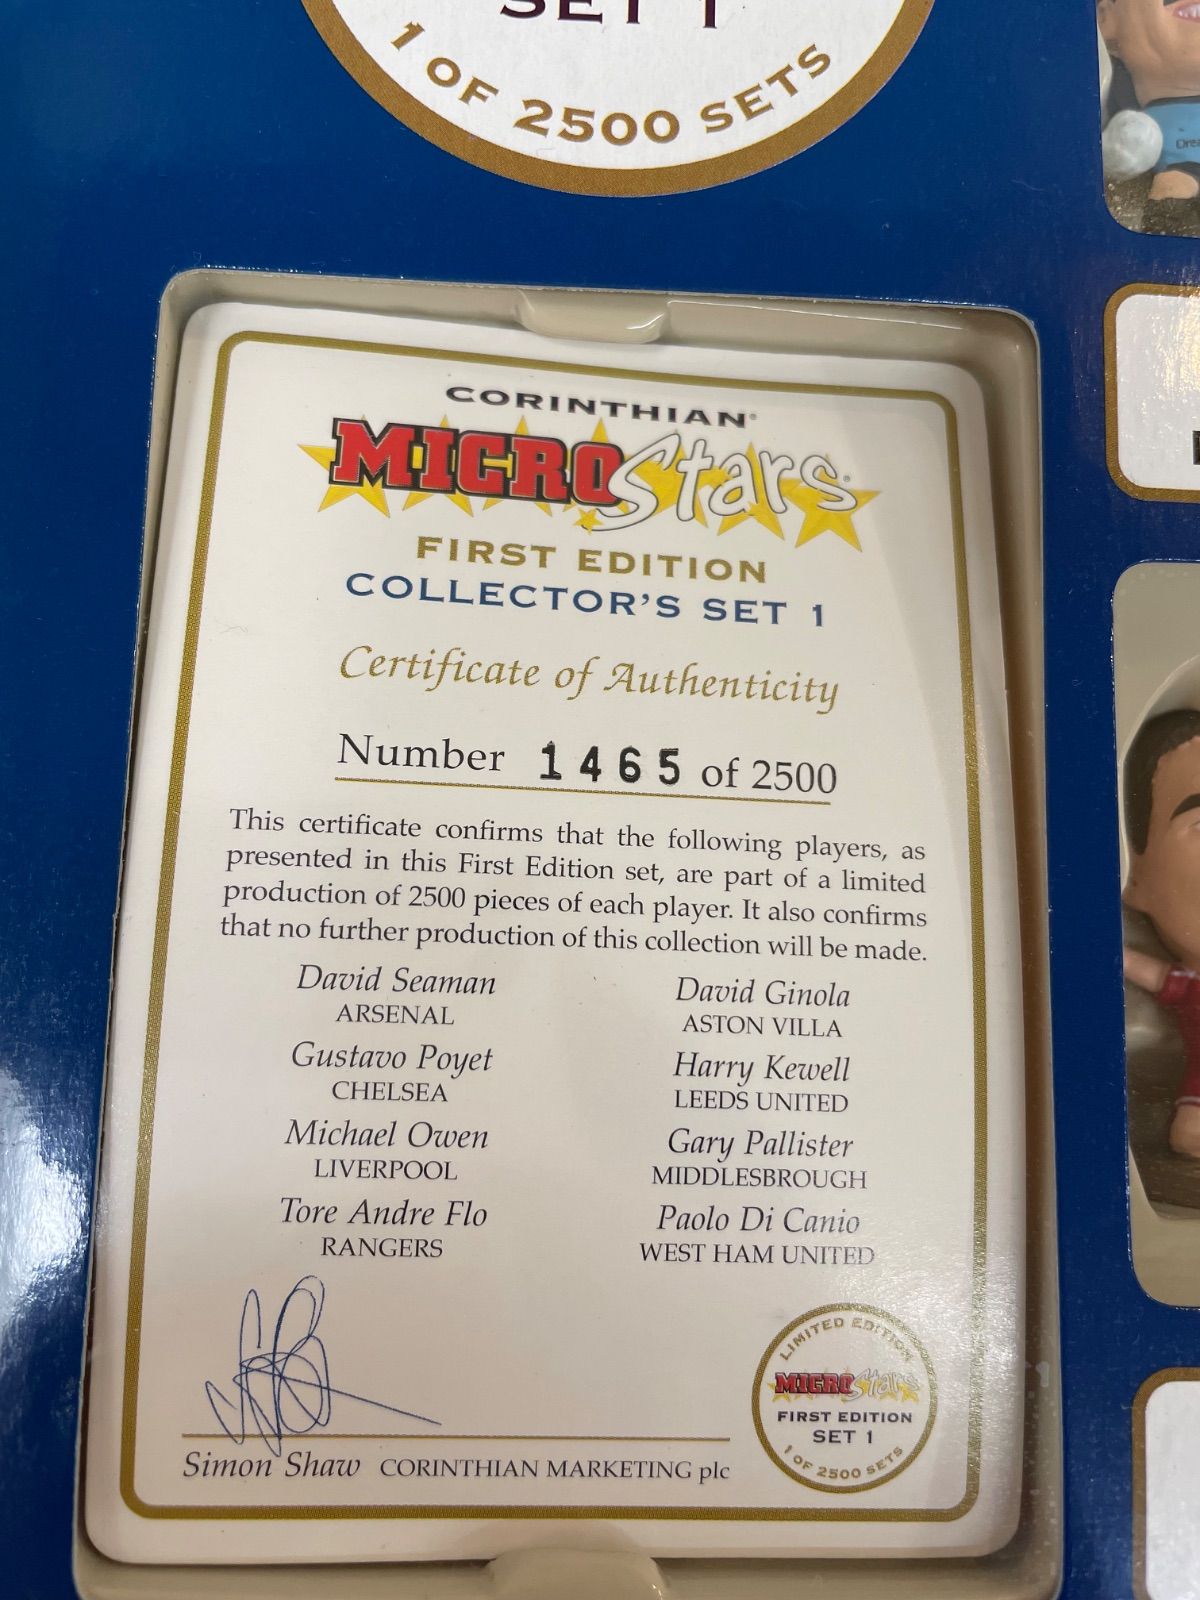 SET 1
1 OF 2500 SETS
CORINTHIAN
MICROStars
FIRST EDITION
COLLECTOR'S SET 1
Certificate of Authenticity
Number 1465 of 2500
This certificate confirms that the following players, as
presented in this First Edition set, are part of a limited
production of 2500 pieces of each player. It also confirms
that no further production of this collection will be made.
David Seaman
ARSENAL
David Ginola
ASTON VILLA
Gustavo Poyet
CHELSEA
Harry Kewell
LEEDS UNITED
Michael Owen
LIVERPOOL
Gary Pallister
MIDDLESBROUGH
Tore Andre Flo
RANGERS
Paolo Di Canio
WEST HAM UNITED
Simon Shaw CORINTHIAN MARKETING plc
LIMITED EDITION
MICROStars
FIRST EDITION
SET 1
1 OF 2500 SETS